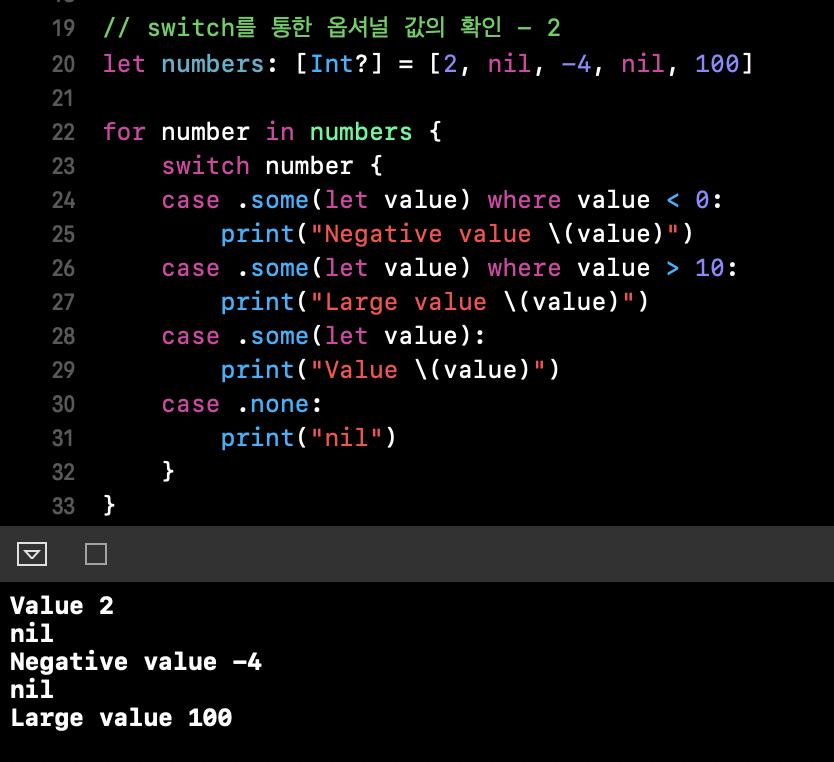 19 // switch를 통한 옵셔널 값의 확인 - 2
20 let numbers: [Int?] = [2, nil, -4, nil, 100]
21
22 for number in numbers {
23     switch number {
24     case .some(let value) where value < 0:
25         print("Negative value \(value)")
26     case .some(let value) where value > 10:
27         print("Large value \(value)")
28     case .some(let value):
29         print("Value \(value)")
30     case .none:
31         print("nil")
32     }
33 }
Value 2
nil
Negative value -4
nil
Large value 100